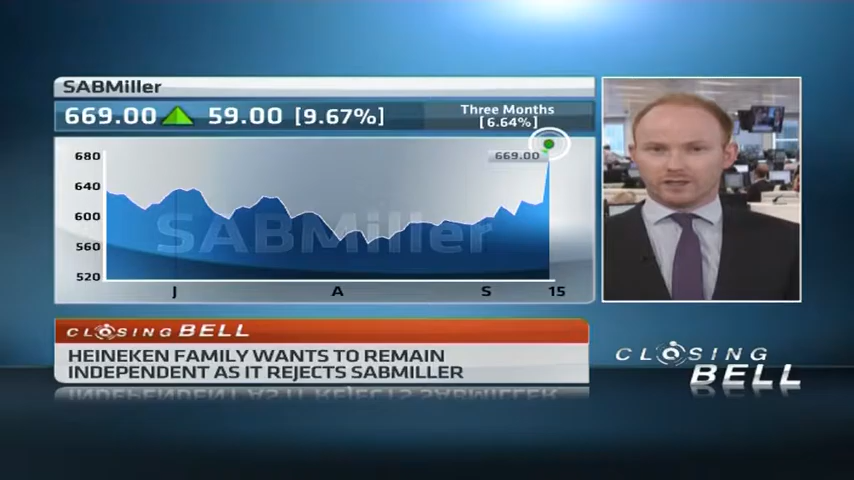 SABMiller
669.00 59.00 [9.67%]
Three Months
[6.64%]
680
640
600
560
520
669.00
SABMiller
J A S 15
CLOSING BELL
HEINEKEN FAMILY WANTS TO REMAIN
INDEPENDENT AS IT REJECTS SABMILLER
CLOSING
BELL